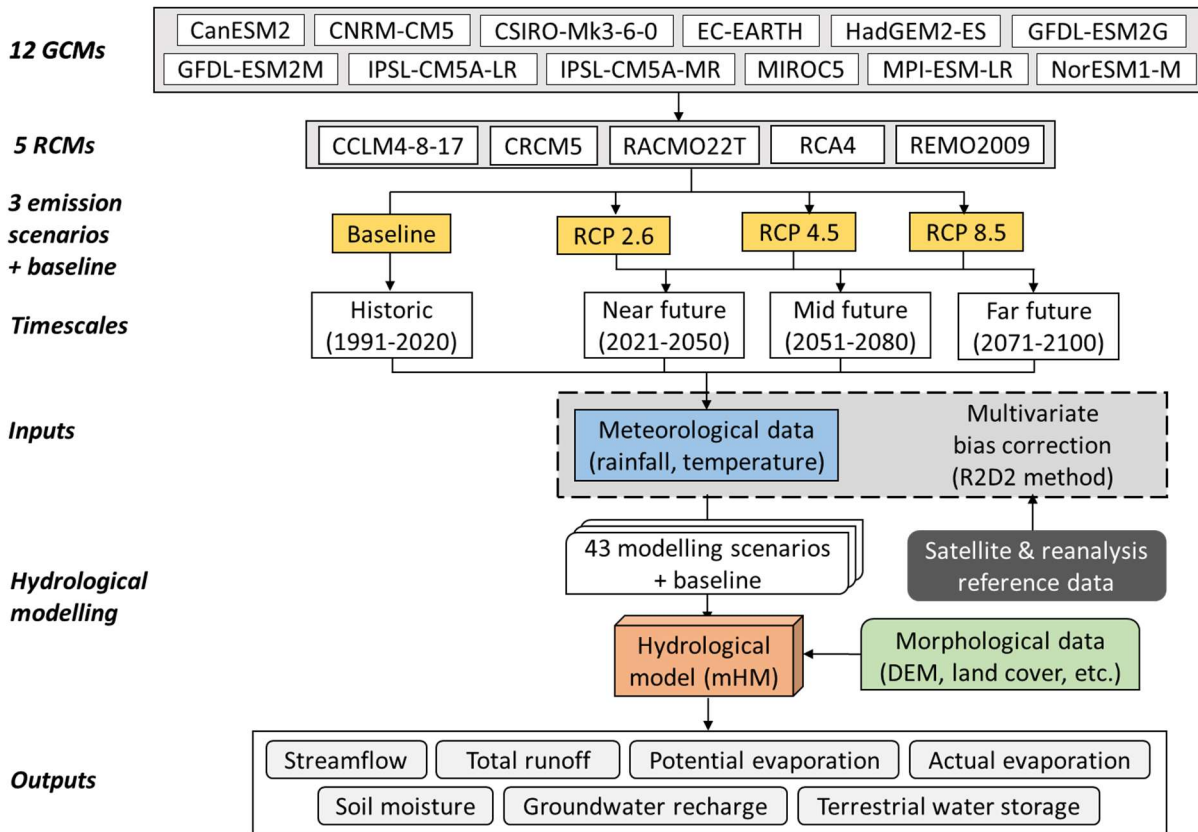 12 GCMs
CanESM2 CNRM-CM5 CSIRO-Mk3-6-0 EC-EARTH HadGEM2-ES GFDL-ESM2G
GFDL-ESM2M IPSL-CM5A-LR IPSL-CM5A-MR MIROC5 MPI-ESM-LR NorESM1-M
5 RCMs
CCLM4-8-17 CRCM5 RACMO22T RCA4 REMO2009
3 emission
scenarios
+ baseline
Baseline RCP 2.6 RCP 4.5 RCP 8.5
Timescales
Historic
(1991-2020)
Near future
(2021-2050)
Mid future
(2051-2080)
Far future
(2071-2100)
Inputs
Meteorological data
(rainfall, temperature)
Multivariate
bias correction
(R2D2 method)
Hydrological
modelling
43 modelling scenarios
+ baseline
Satellite & reanalysis
reference data
Hydrological
model (mHM)
Morphological data
(DEM, land cover, etc.)
Outputs
Streamflow Total runoff Potential evaporation Actual evaporation
Soil moisture Groundwater recharge Terrestrial water storage